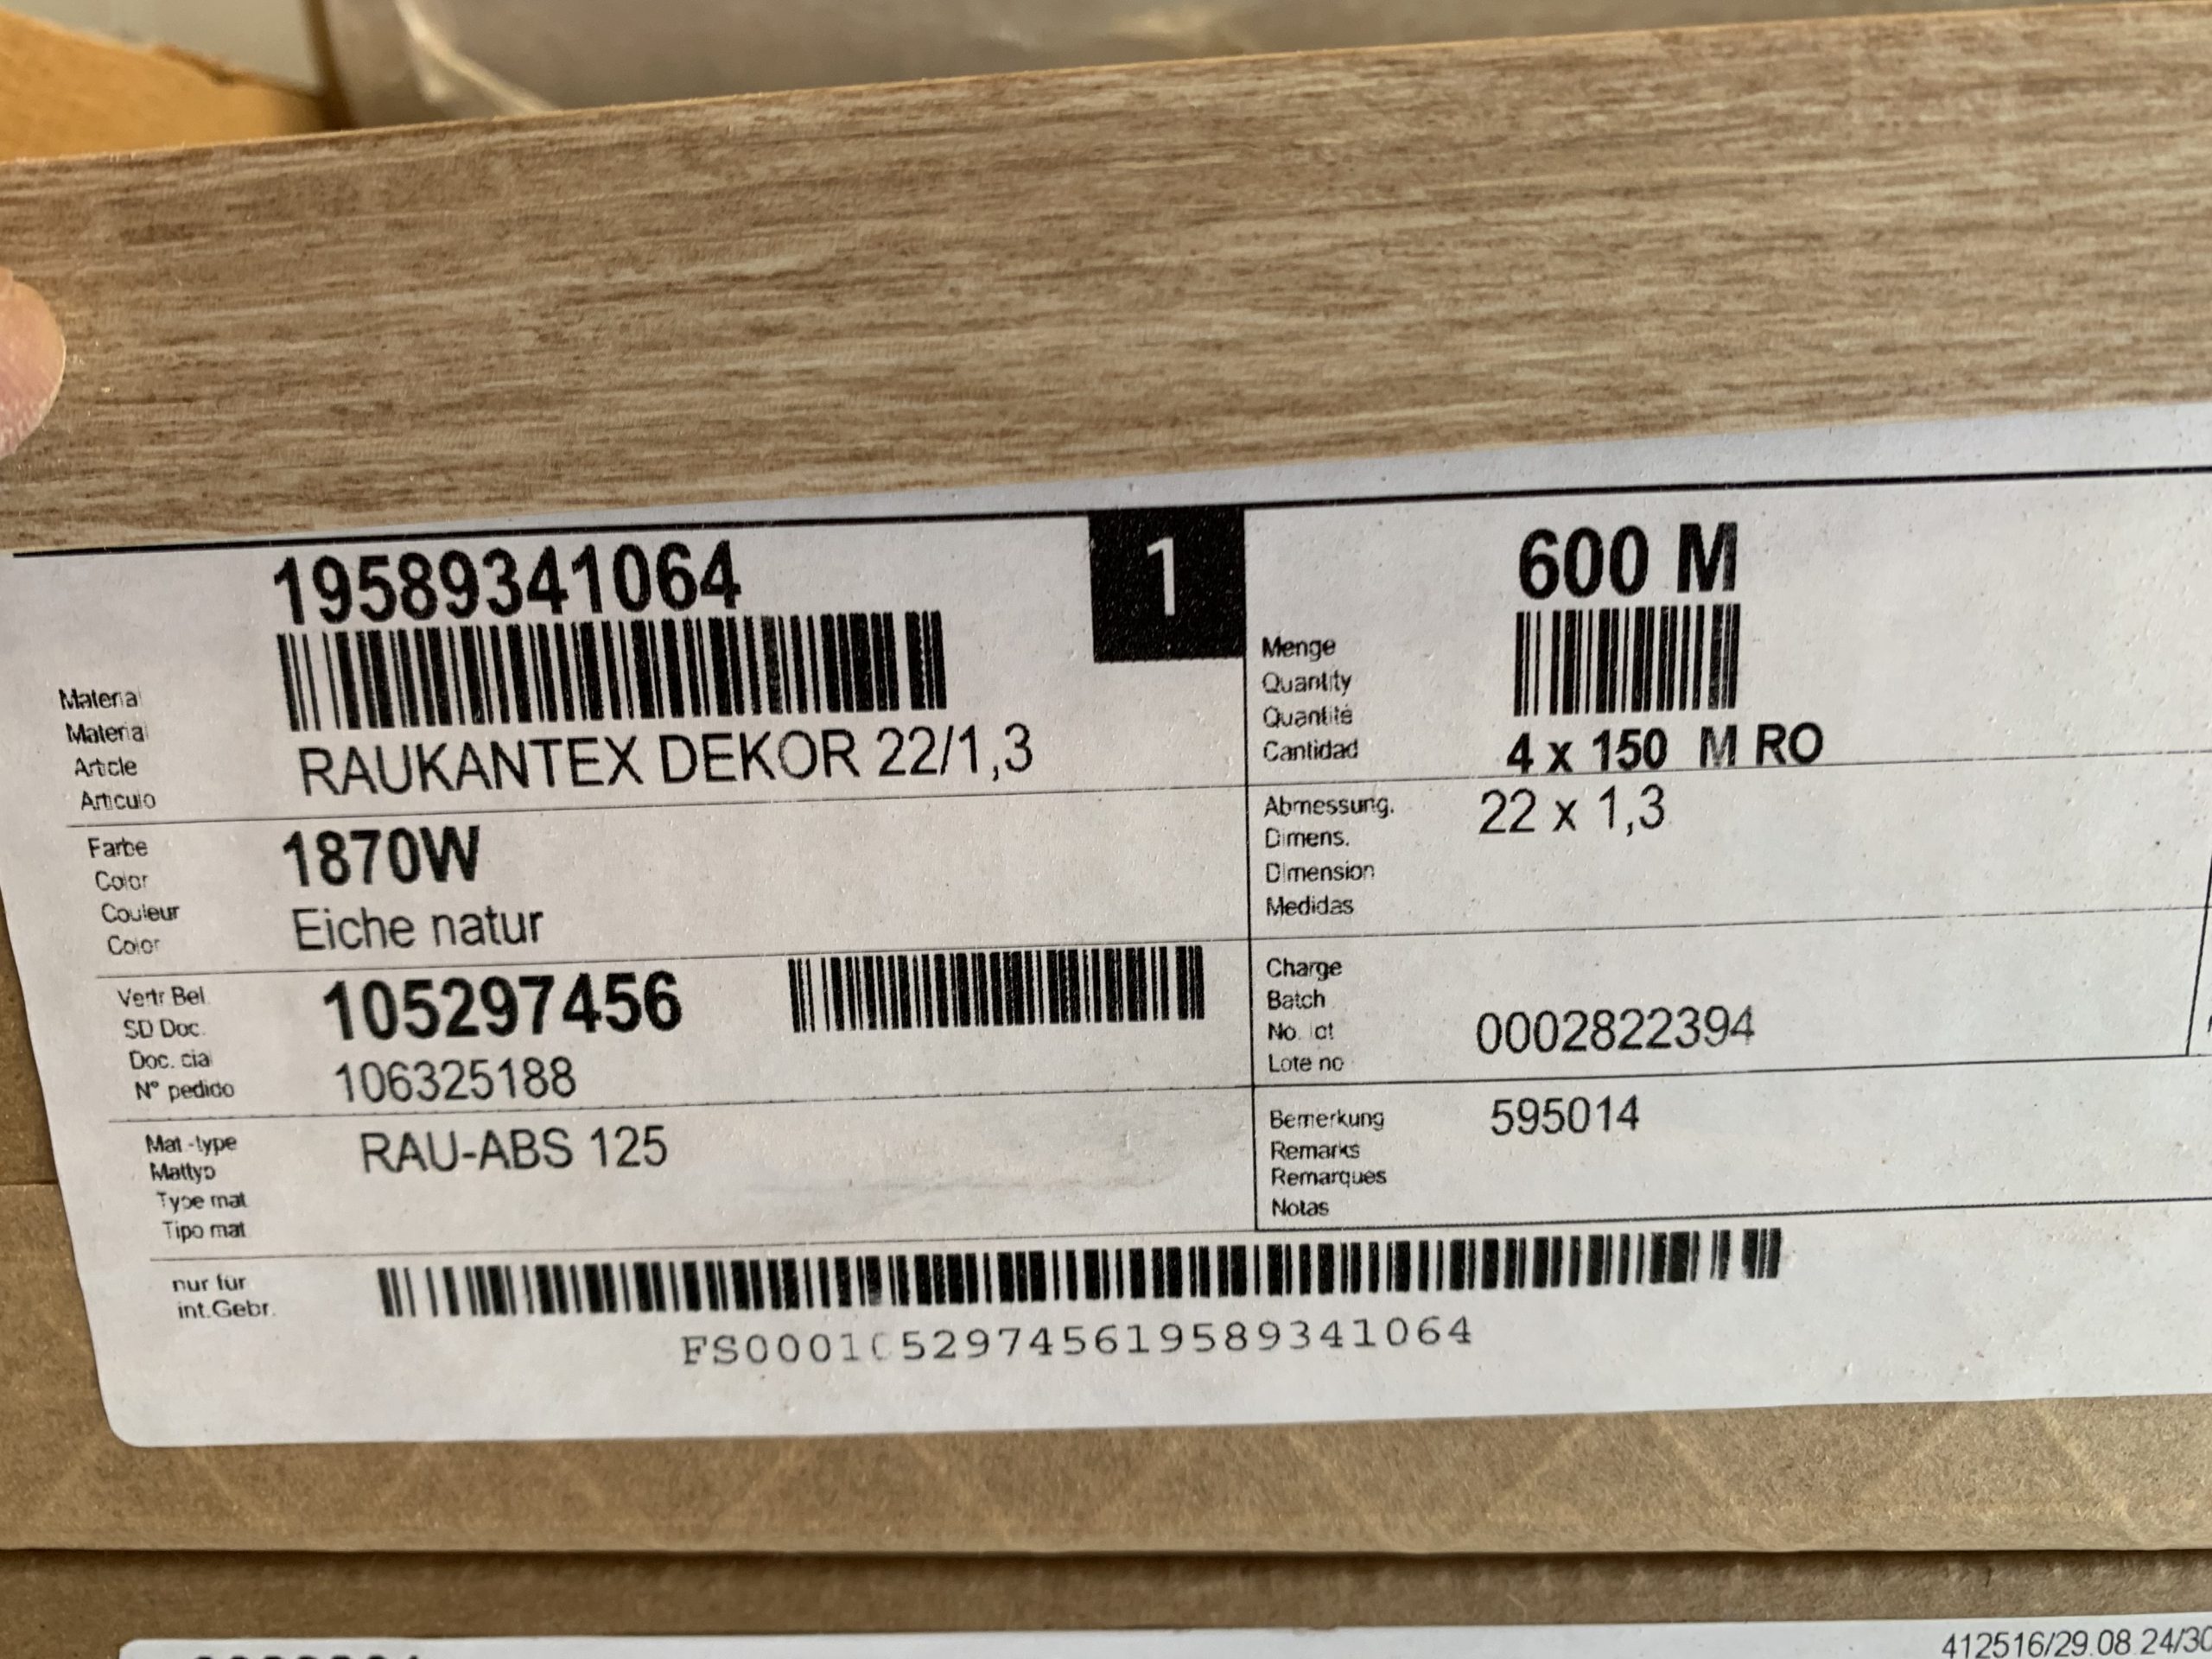 19589341064
1
600 M
Material
Material
Article
Articulo
RAUKANTEX DEKOR 22/1,3
Menge
Quantity
Quantité
Cantidad
4 x 150 M RO
Farbe
Color
Couleur
Color
1870W
Eiche natur
Abmessung.
Dimens.
Dimension
Medidas
22 x 1,3
Vertr Bel
SD Doc.
Doc. cial
N° pedido
105297456
106325188
Charge
Batch
No. lot
Lote no
0002822394
Mat.-type
Mattyp
Type mat
Tipo mat
RAU-ABS 125
Bemerkung
Remarks
Remarques
Notas
595014
nur für
int.Gebr.
FS00010529745619589341064
412516/29.08.24/30